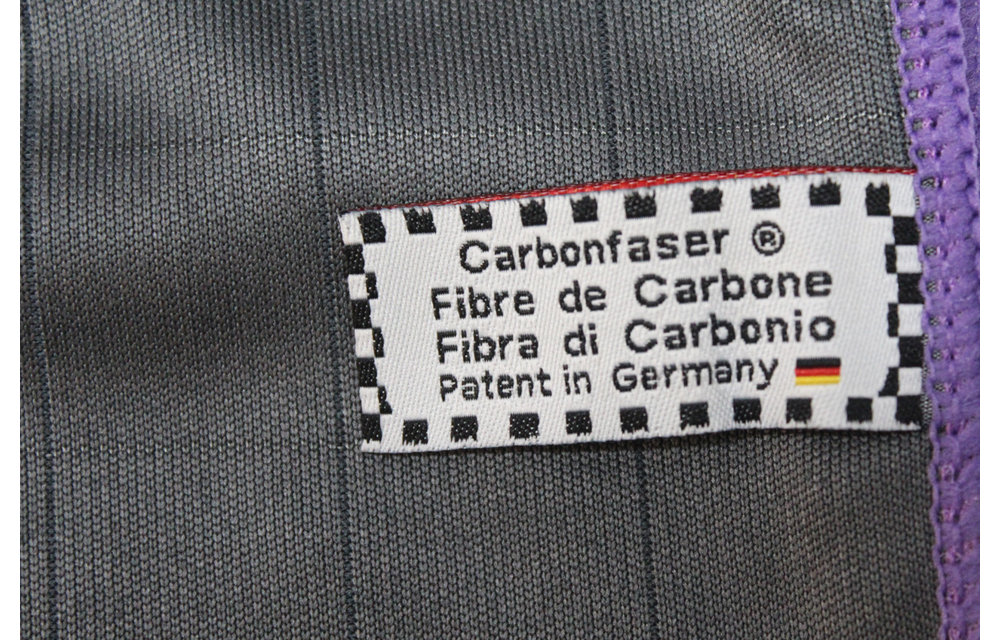 Carbonfaser ®
Fibre de Carbone
Fibra di Carbonio
Patent in Germany